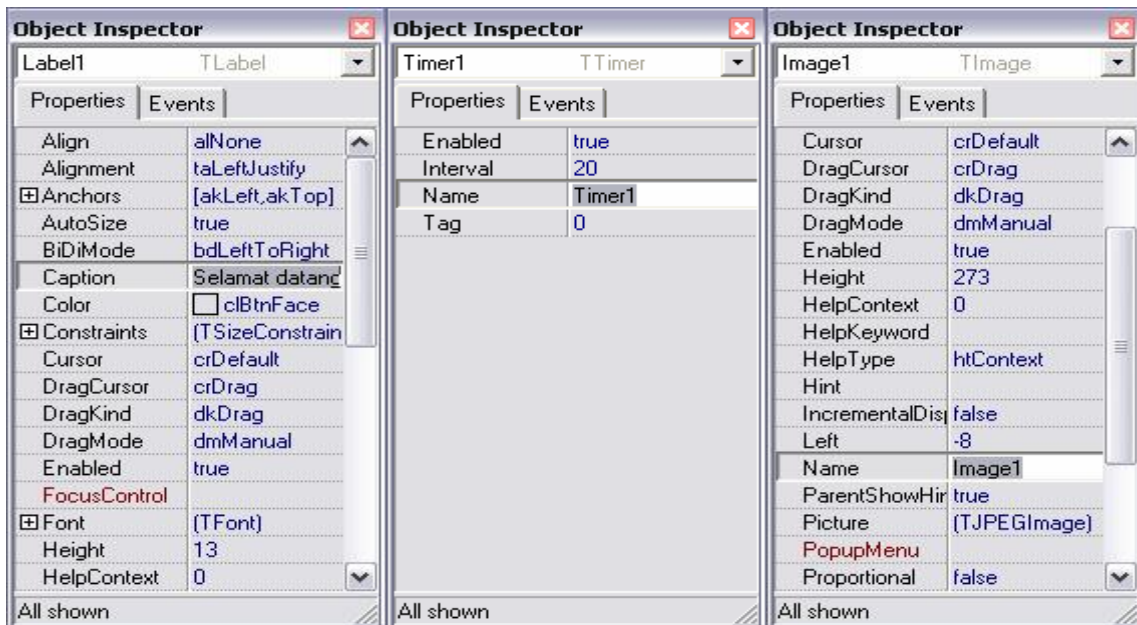 Object Inspector
Label1 TLabel
Properties Events
Align alNone
Alignment taLeftJustify
Anchors [akLeft,akTop]
AutoSize true
BiDiMode bdLeftToRight
Caption Selamat datang
Color clBtnFace
Constraints (TSizeConstrain
Cursor crDefault
DragCursor crDrag
DragKind dkDrag
DragMode dmManual
Enabled true
FocusControl
Font (TFont)
Height 13
HelpContext 0
All shown
Object Inspector
Timer1 TTimer
Properties Events
Enabled true
Interval 20
Name Timer1
Tag 0
All shown
Object Inspector
Image1 TImage
Properties Events
Cursor crDefault
DragCursor crDrag
DragKind dkDrag
DragMode dmManual
Enabled true
Height 273
HelpContext 0
HelpKeyword
HelpType htContext
Hint
IncrementalDisp false
Left -8
Name Image1
ParentShowHin true
Picture (TJPEGImage)
PopupMenu
Proportional false
All shown